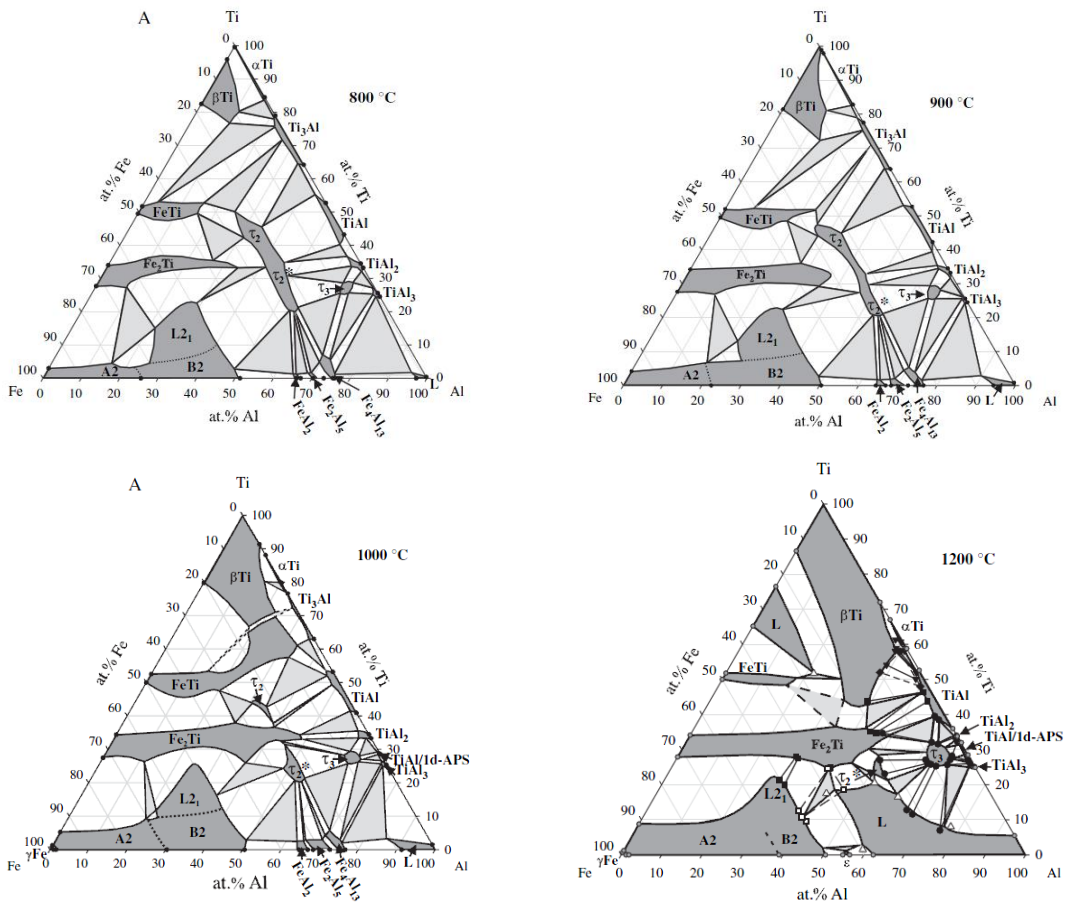 A
Ti
0
100
10
αTi
90
βTi
20
80
800 °C
30
Ti₃Al
70
at.% Fe
40
60
at.% Ti
50
FeTi
50
60
τ₂
TiAl
40
70
Fe₂Ti
τ₂*
TiAl₂
30
80
τ₃
TiAl₃
20
L2₁
90
10
A2
B2
100
0
Fe
L
Al
0 10 20 30 40 50 60 70 80 90 100
at.% Al
FeAl₂
Fe₂Al₅
Fe₄Al₁₃
Ti
0
100
10
αTi
90
βTi
20
80
900 °C
30
Ti₃Al
70
at.% Fe
40
60
at.% Ti
50
FeTi
50
60
τ₂
TiAl
40
70
Fe₂Ti
TiAl₂
30
τ₃
TiAl₃
80
τ₂*
20
L2₁
90
10
A2
B2
100
0
Fe
L
Al
0 10 20 30 40 50 60 70 80 90 100
at.% Al
FeAl₂
Fe₂Al₅
Fe₄Al₁₃
A
Ti
0
100
10
90
1000 °C
αTi
20
βTi
80
Ti₃Al
30
70
at.% Fe
40
60
at.% Ti
50
FeTi
τ₂
50
TiAl
60
40
TiAl₂
70
Fe₂Ti
30
TiAl/1d-APS
τ₃
TiAl₃
τ₂*
80
20
L2₁
90
10
A2
B2
100
γFe
0
Fe
L
Al
0 10 20 30 40 50 60 70 80 90 100
at.% Al
FeAl₂
Fe₂Al₅
Fe₄Al₁₃
Ti
0
100
10
90
1200 °C
20
80
30
βTi
70
L
αTi
at.% Fe
40
60
at.% Ti
FeTi
50
50
TiAl
60
40
TiAl₂
TiAl/1d-APS
70
Fe₂Ti
30
τ₃
TiAl₃
τ₂*
80
20
L2₁
L
90
10
A2
B2
100
γFe
0
Fe
ε
Al
0 10 20 30 40 50 60 70 80 90 100
at.% Al